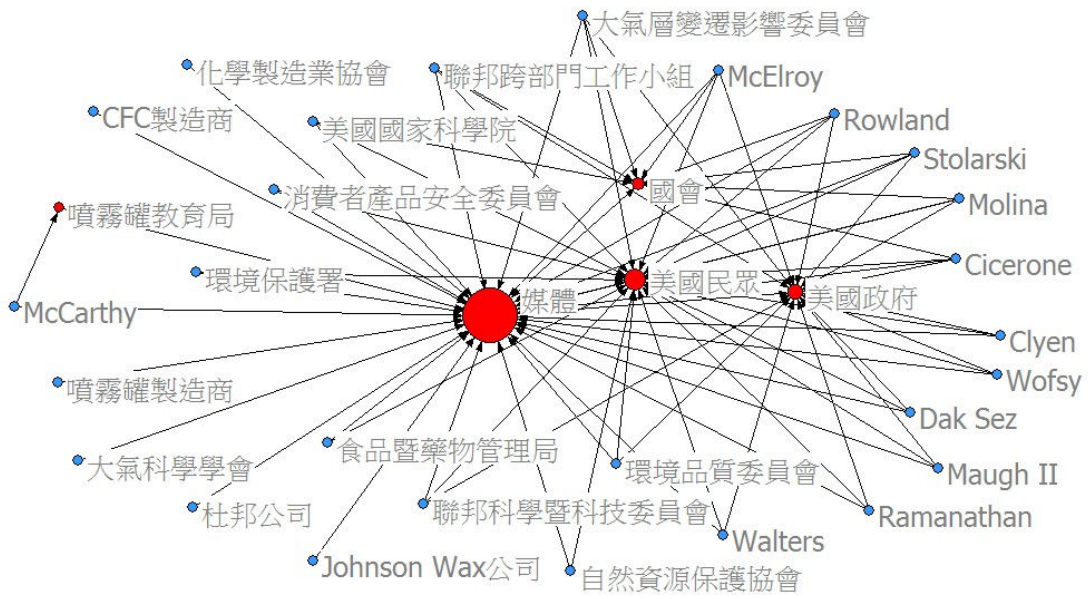 大氣層變遷影響委員會
化學製造業協會
聯邦跨部門工作小組
McElroy
CFC製造商
美國國家科學院
Rowland
Stolarski
消費者產品安全委員會
國會
Molina
噴霧罐教育局
環境保護署
美國民眾
美國政府
Cicerone
McCarthy
媒體
Clyen
噴霧罐製造商
Wofsy
Dak Sez
食品暨藥物管理局
大氣科學學會
環境品質委員會
Maugh II
杜邦公司
聯邦科學暨科技委員會
Ramanathan
Walters
Johnson Wax公司
自然資源保護協會